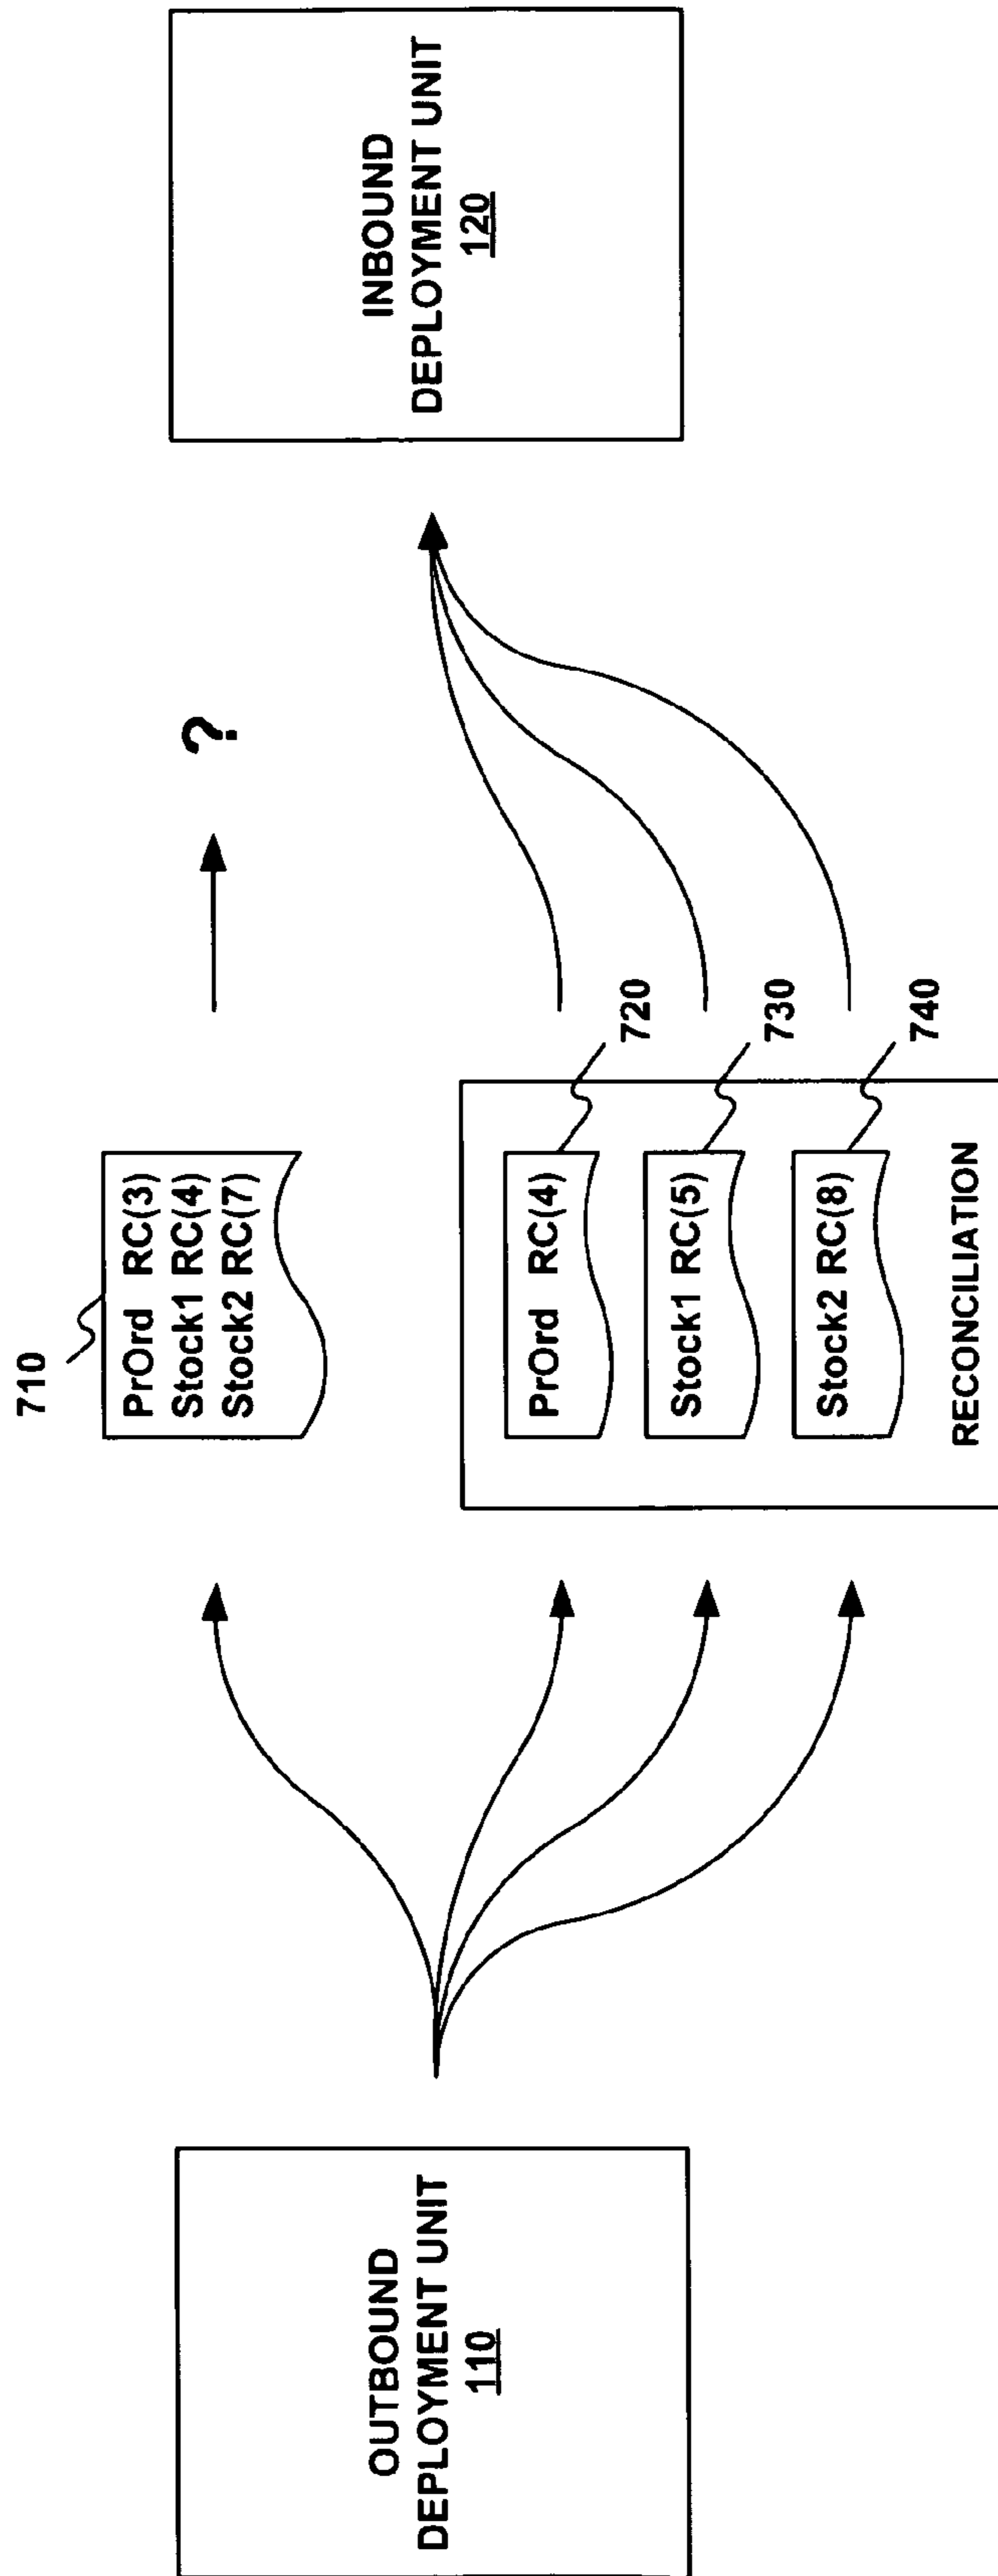 OUTBOUND
DEPLOYMENT UNIT
110
710
PrOrd RC(3)
Stock1 RC(4)
Stock2 RC(7)
?
PrOrd RC(4)
720
Stock1 RC(5)
730
Stock2 RC(8)
740
RECONCILIATION
INBOUND
DEPLOYMENT UNIT
120